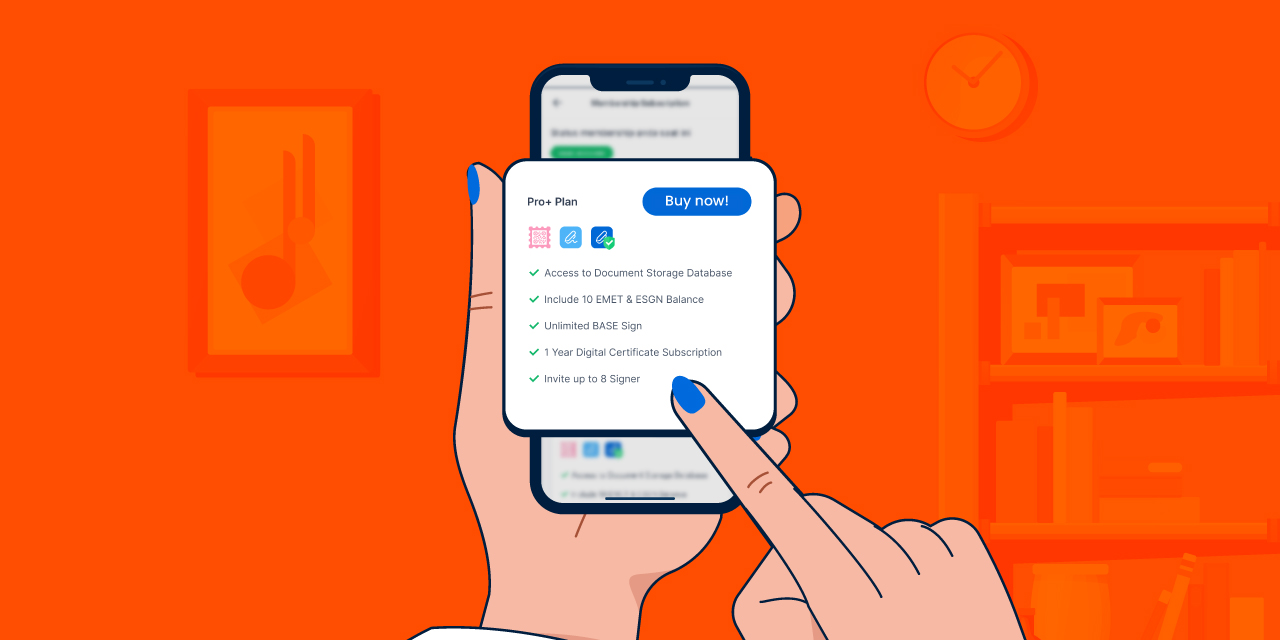 Pro+ Plan
Buy now!
Access to Document Storage Database
Include 10 EMET & ESGN Balance
Unlimited BASE Sign
1 Year Digital Certificate Subscription
Invite up to 8 Signer